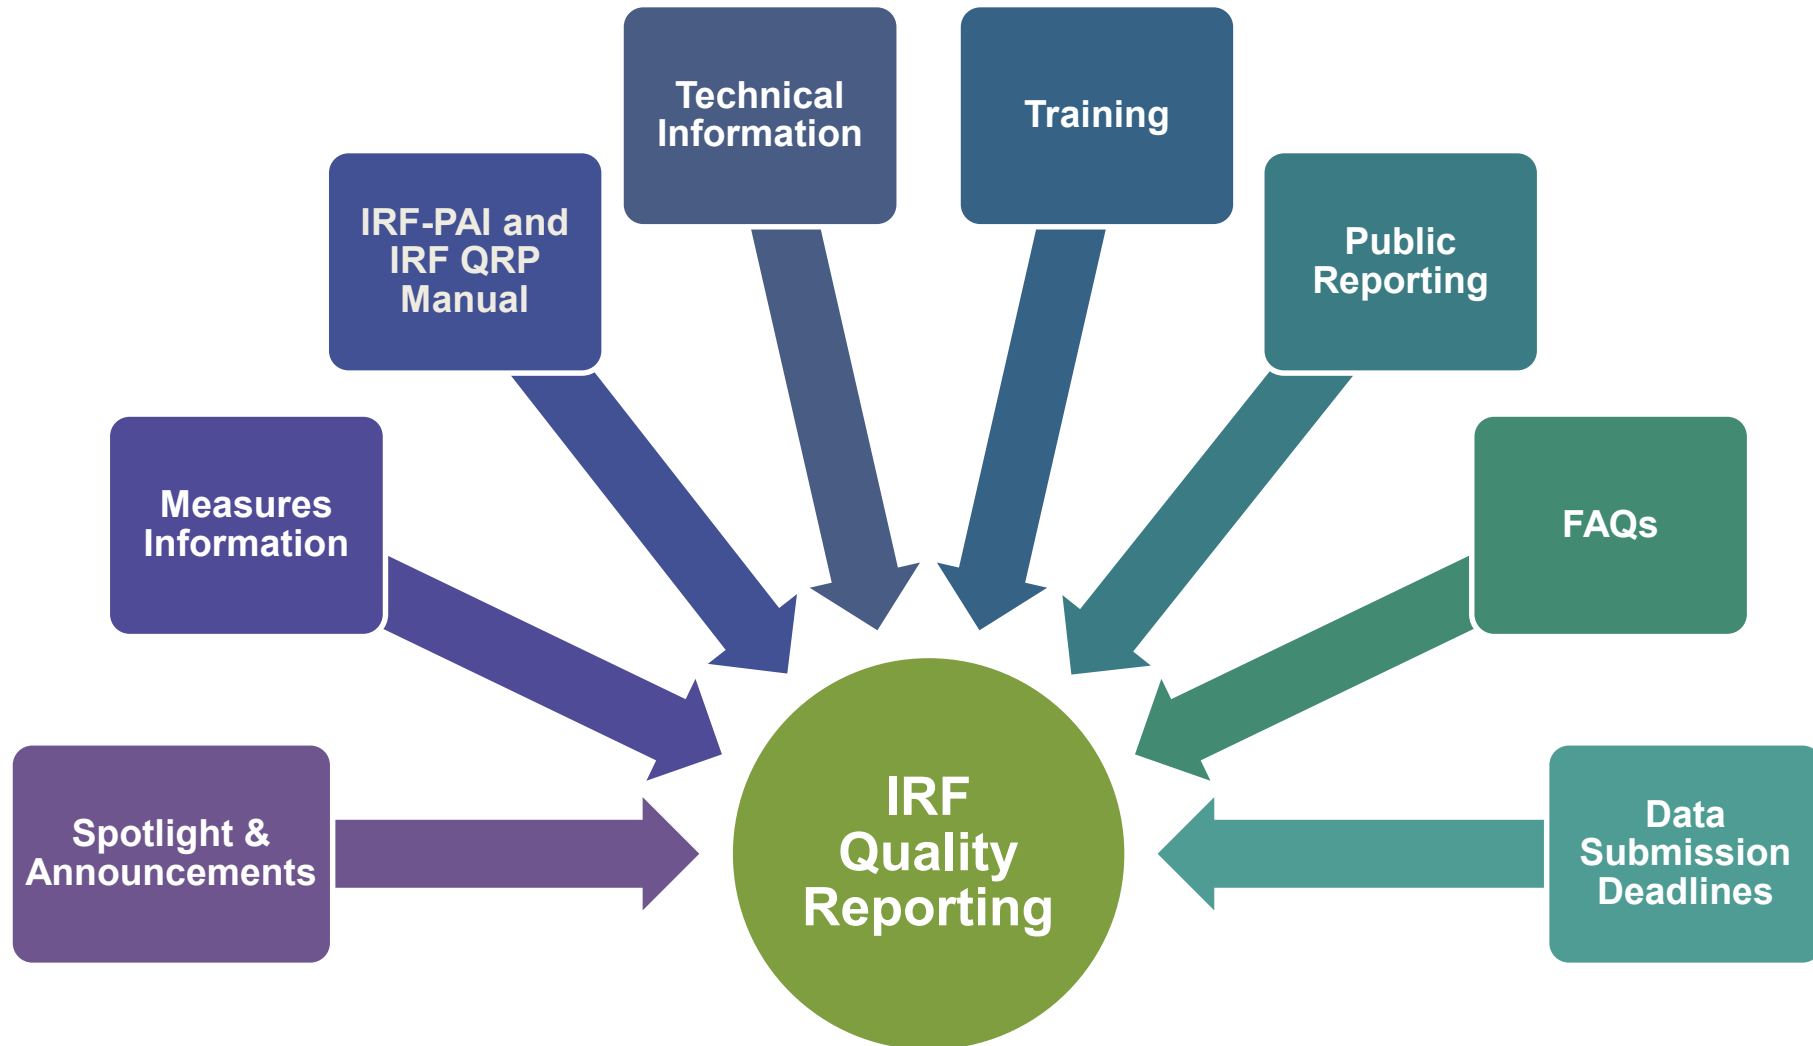 Technical
Information
Training
IRF-PAI and
IRF QRP
Manual
Public
Reporting
Measures
Information
FAQs
Spotlight &
Announcements
IRF
Quality
Reporting
Data
Submission
Deadlines